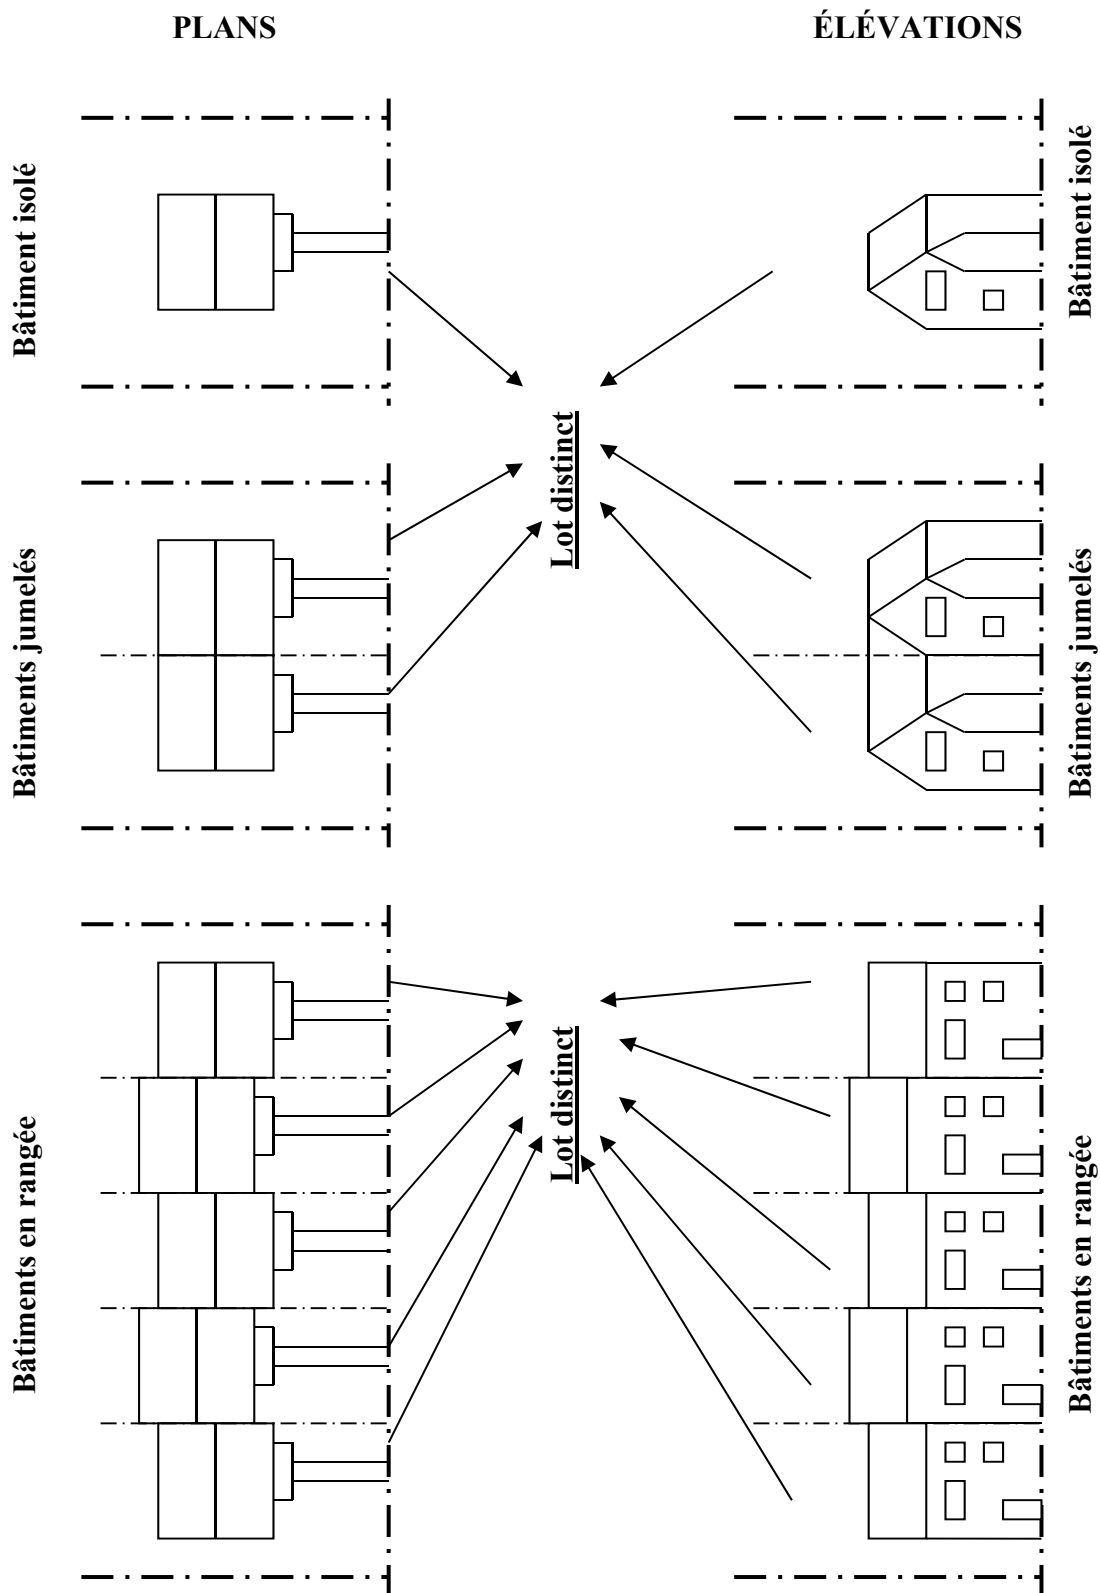 PLANS
ÉLÉVATIONS
Bâtiment isolé
Bâtiment isolé
Lot distinct
Bâtiments jumelés
Bâtiments jumelés
Lot distinct
Bâtiments en rangée
Bâtiments en rangée